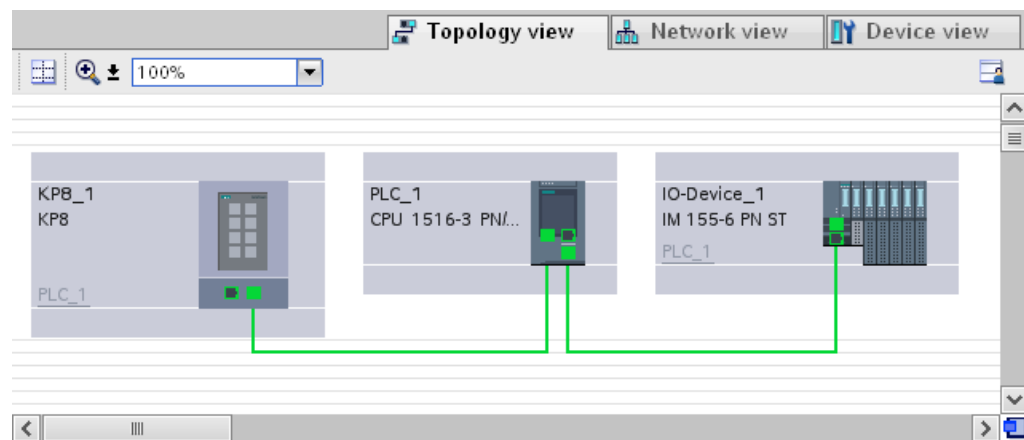 Topology view Network view Device view
100%
KP8_1
KP8
PLC_1
PLC_1
CPU 1516-3 PN/...
IO-Device_1
IM 155-6 PN ST
PLC_1